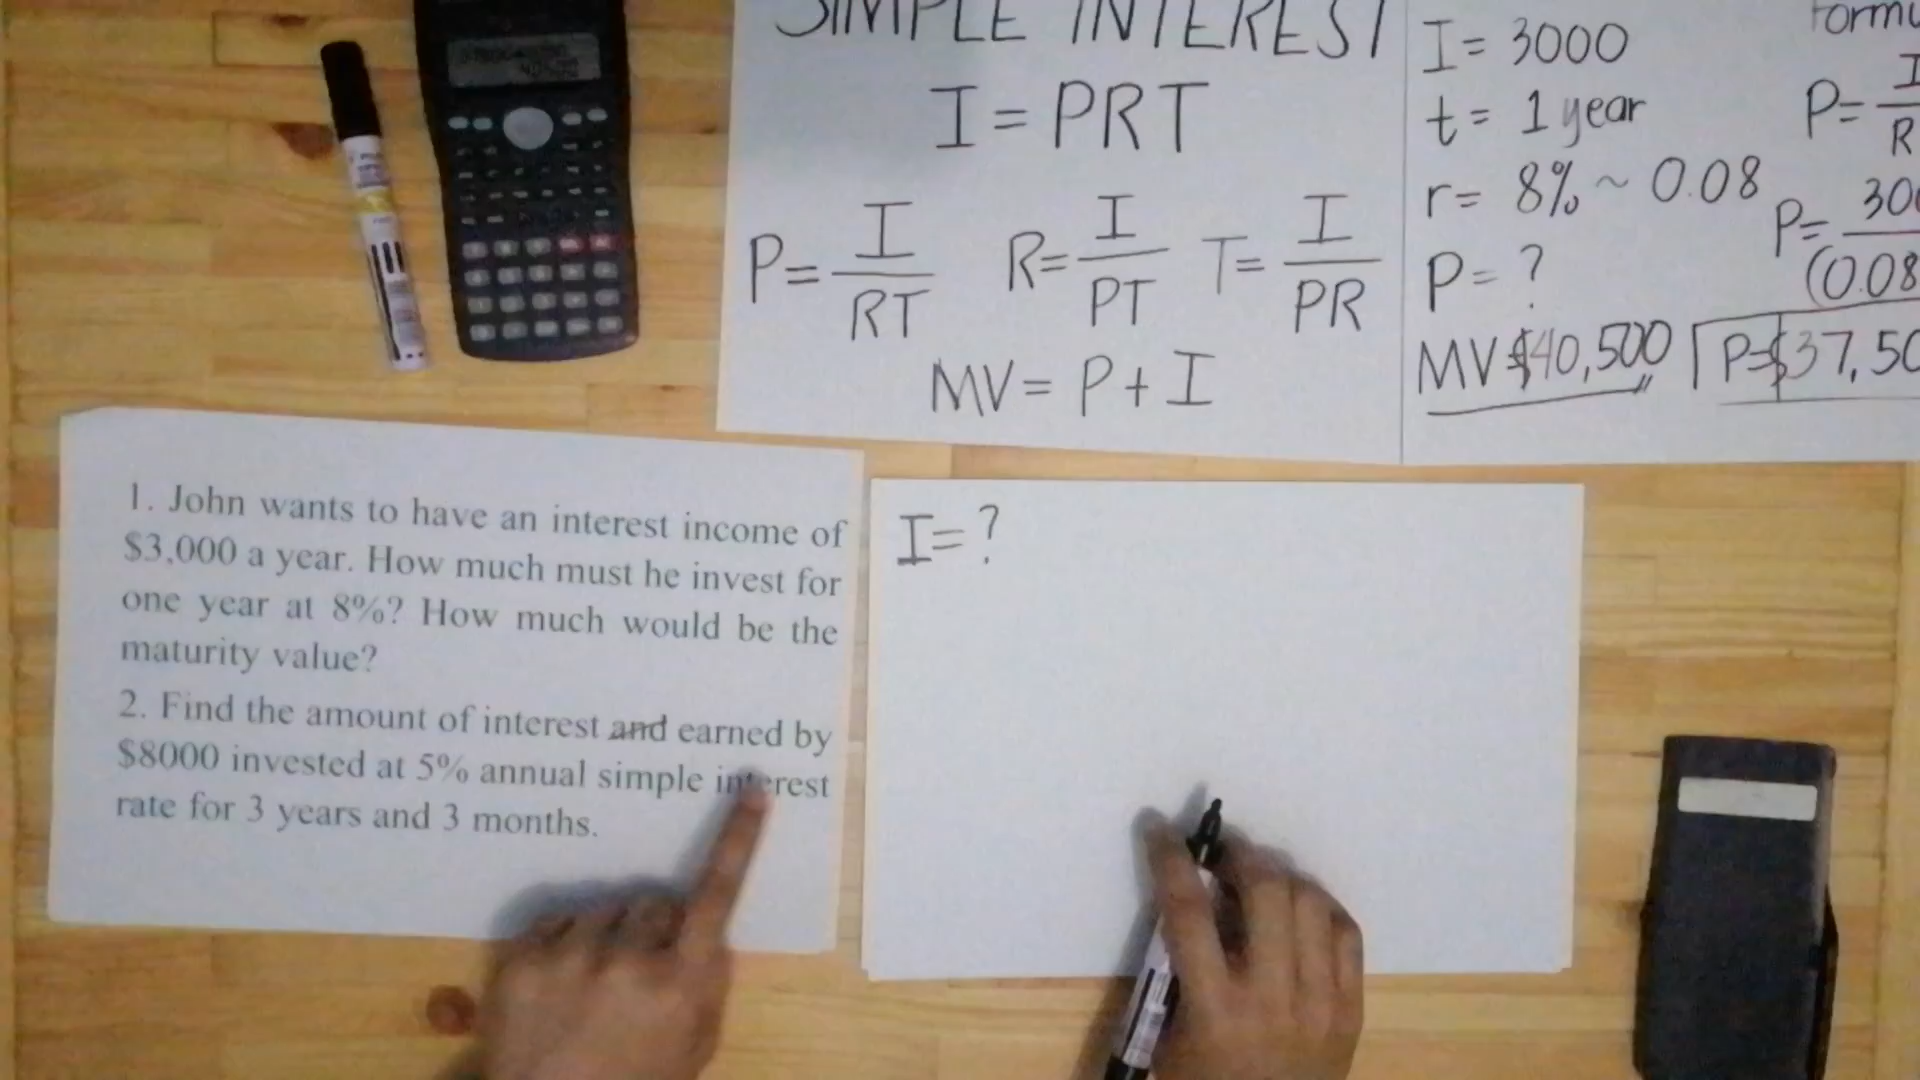 SIMPLE INTEREST
I = PRT
P = I / RT R = I / PT T = I / PR
MV = P + I
I = 3000
t = 1 year
r = 8% ~ 0.08
P = ?
MV $40,500
P=
P=
(0.08
P=$37,50
1. John wants to have an interest income of
$3,000 a year. How much must he invest for
one year at 8%? How much would be the
maturity value?
2. Find the amount of interest and earned by
$8000 invested at 5% annual simple interest
rate for 3 years and 3 months.
I = ?